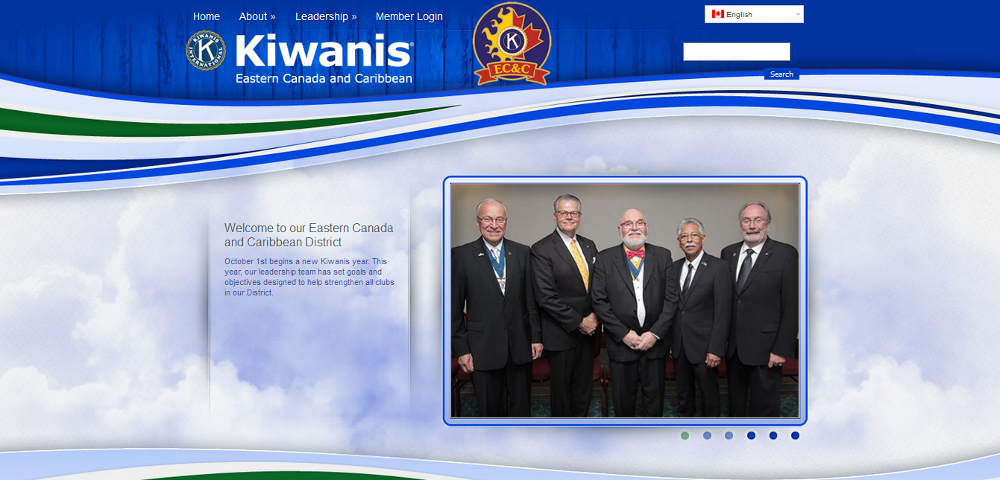 Home About » Leadership » Member Login
English
KIWANIS INTERNATIONAL
K
Kiwanis®
Eastern Canada and Caribbean
K
EC&C
Search
Welcome to our Eastern Canada
and Caribbean District
October 1st begins a new Kiwanis year. This
year, our leadership team has set goals and
objectives designed to help strengthen all clubs
in our District.